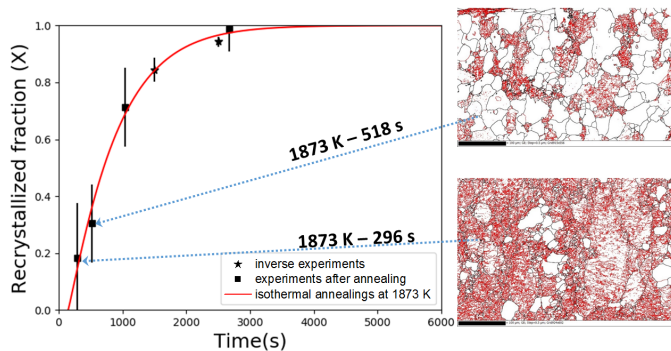 1.0
0.8
0.6
0.4
0.2
0.0
Recrystallized fraction (X)
1873 K – 518 s
1873 K – 296 s
inverse experiments
experiments after annealing
isothermal annealings at 1873 K
0 1000 2000 3000 4000 5000 6000
Time(s)